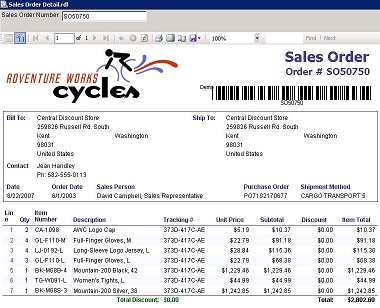 Sales Order Detail.rdl
Sales Order Number SO50750
1 of 1 100% Find | Next
Sales Order
Order # SO50750
ADVENTURE WORKS
cycles
Demo
SO50750
Bill To: Central Discount Store Ship To: Central Discount Store
259826 Russell Rd. South 259826 Russell Rd. South
Kent Washington Kent Washington
98031 98031
United States United States
Contact Jean Handley
Ph: 582-555-0113
Date Order Date Sales Person Purchase Order Shipment Method
8/22/2007 6/1/2003 David Campbell, Sales Representative PO7192170677 CARGO TRANSPORT 5
Line Qty Item Number Description Tracking # Unit Price Subtotal Discount Item Total
1 2 CA-1098 AWC Logo Cap 373D-417C-AE $5.19 $10.37 $0.00 $10.37
2 4 GL-F110-M Full-Finger Gloves, M 373D-417C-AE $22.79 $91.18 $0.00 $91.18
3 4 LJ-0192-L Long-Sleeve Logo Jersey, L 373D-417C-AE $28.84 $115.36 $0.00 $115.36
4 3 GL-F110-L Full-Finger Gloves, L 373D-417C-AE $22.79 $68.38 $0.00 $68.38
5 1 BK-M68B-4 Mountain-200 Black, 42 373D-417C-AE $1,229.46 $1,229.46 $0.00 $1,229.46
6 1 TG-W091-L Women's Tights, L 373D-417C-AE $44.99 $44.99 $0.00 $44.99
7 1 BK-M68S-3 Mountain-200 Silver, 38 373D-417C-AE $1,242.85 $1,242.85 $0.00 $1,242.85
Total Discount: $0.00 Total: $2,802.60